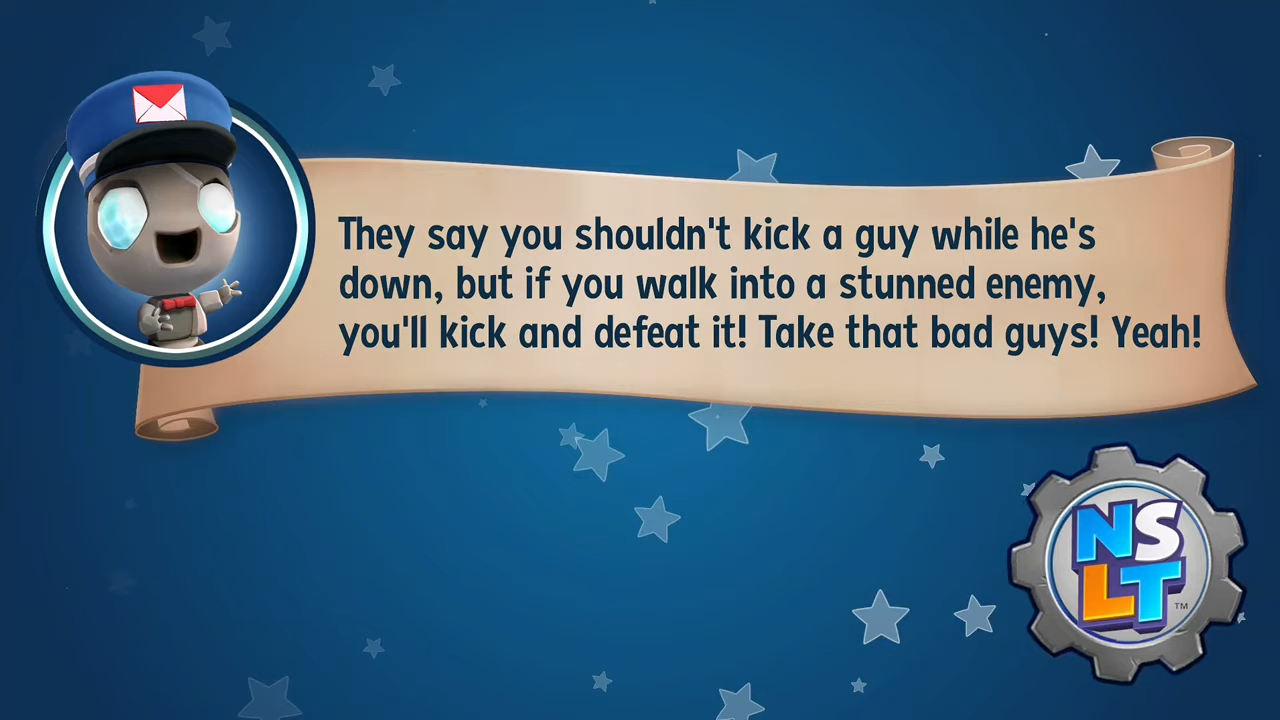 They say you shouldn't kick a guy while he's
down, but if you walk into a stunned enemy,
you'll kick and defeat it! Take that bad guys! Yeah!
NS
LT
TM